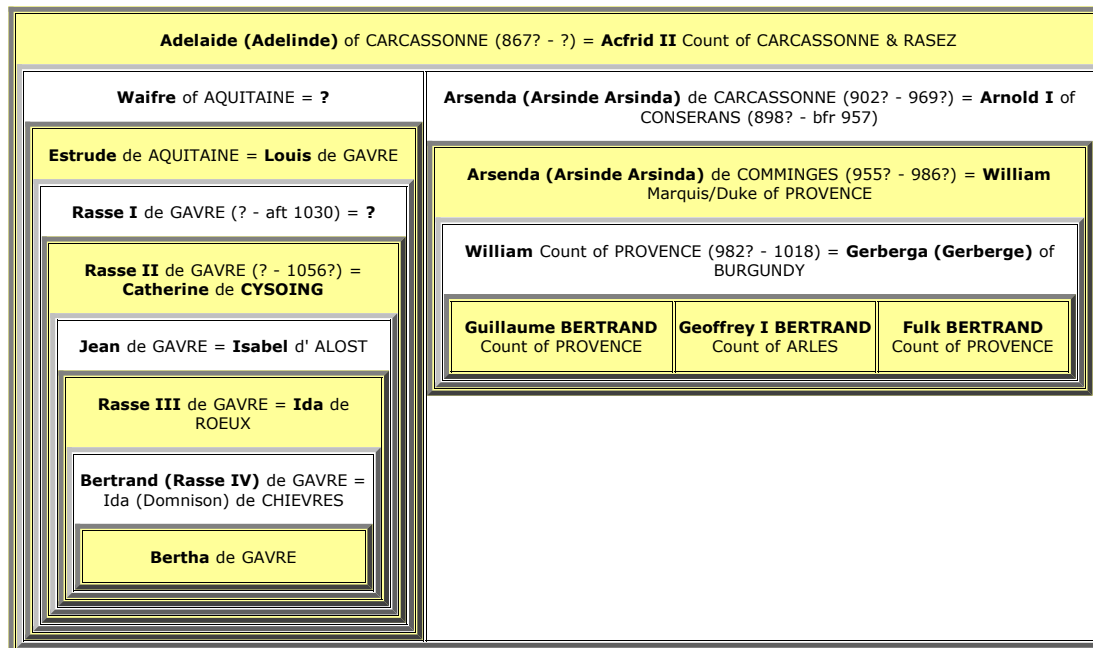 Adelaide (Adelinde) of CARCASSONNE (867? - ?) = Acfrid II Count of CARCASSONNE & RASEZ
Waifre of AQUITAINE = ?
Estrude de AQUITAINE = Louis de GAVRE
Rasse I de GAVRE (? - aft 1030) = ?
Rasse II de GAVRE (? - 1056?) =
Catherine de CYSOING
Jean de GAVRE = Isabel d' ALOST
Rasse III de GAVRE = Ida de
ROEUX
Bertrand (Rasse IV) de GAVRE =
Ida (Domnison) de CHIEVRES
Bertha de GAVRE
Arsenda (Arsinde Arsinda) de CARCASSONNE (902? - 969?) = Arnold I of
CONSERANS (898? - bfr 957)
Arsenda (Arsinde Arsinda) de COMMINGES (955? - 986?) = William
Marquis/Duke of PROVENCE
William Count of PROVENCE (982? - 1018) = Gerberga (Gerberge) of
BURGUNDY
Guillaume BERTRAND
Count of PROVENCE
Geoffrey I BERTRAND
Count of ARLES
Fulk BERTRAND
Count of PROVENCE